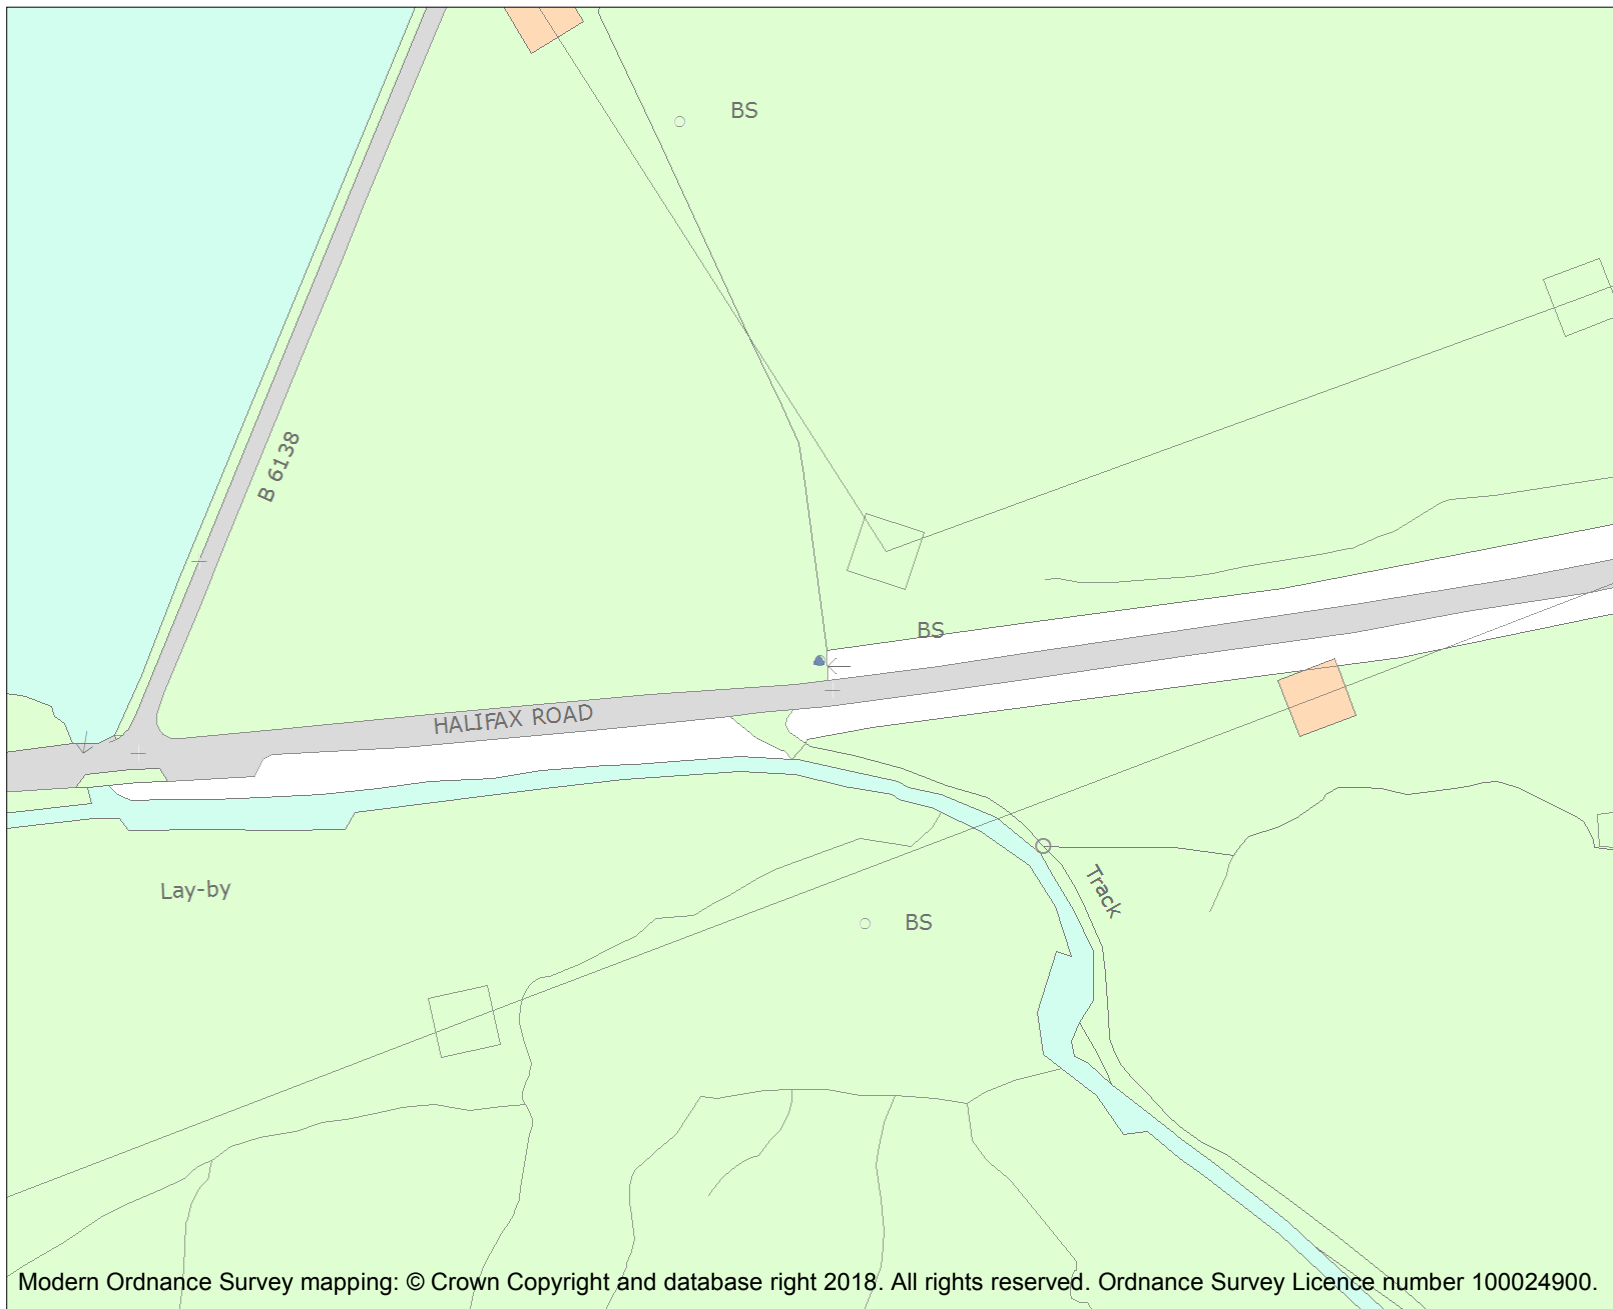 BS
B 6138
BS
HALIFAX ROAD
Track
Lay-by
BS
Modern Ordnance Survey mapping: © Crown Copyright and database right 2018. All rights reserved. Ordnance Survey Licence number 100024900.